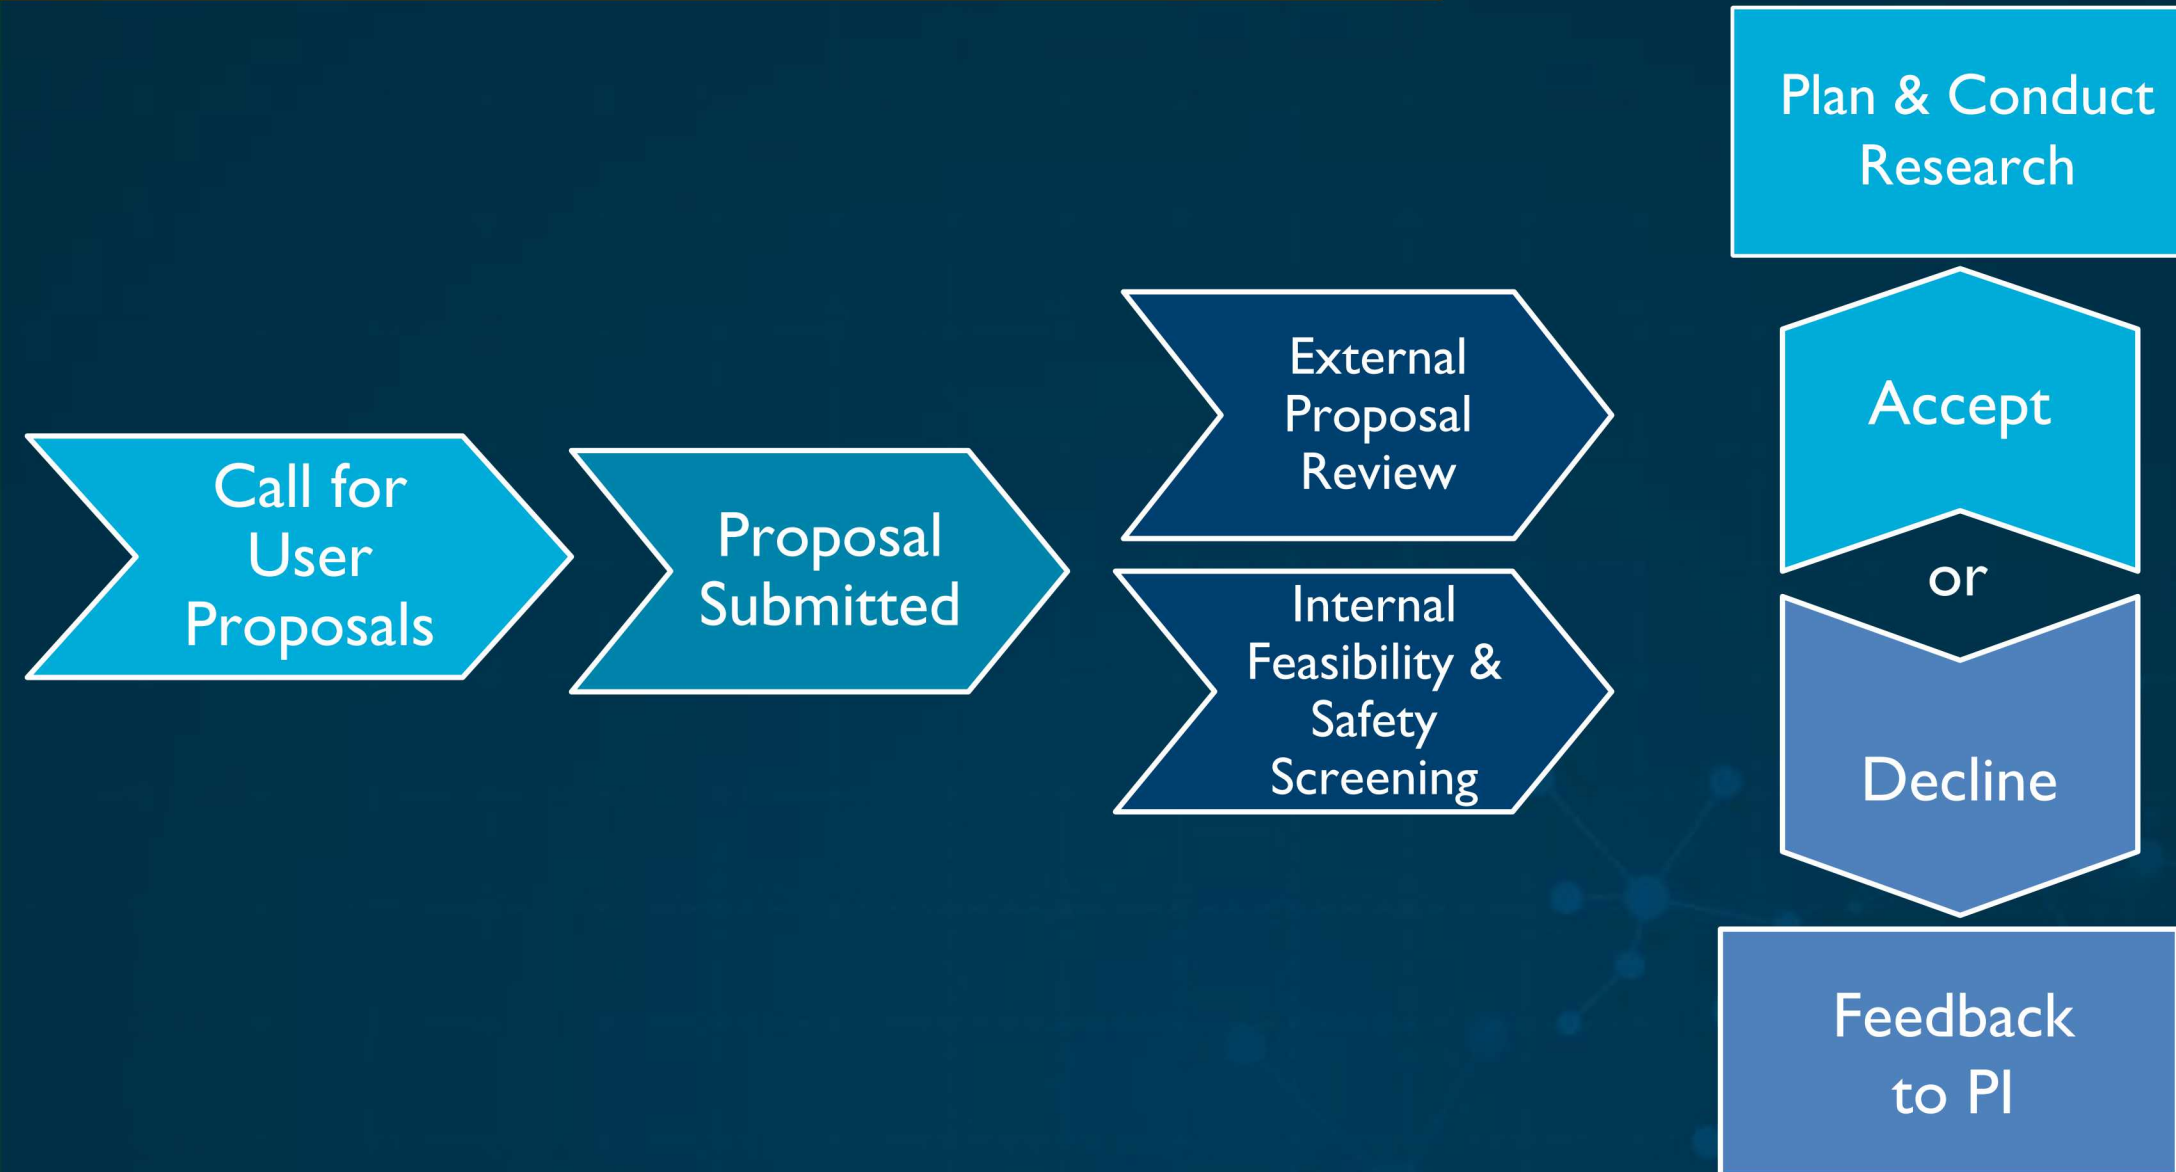 Call for
User
Proposals
Proposal
Submitted
External
Proposal
Review
Internal
Feasibility &
Safety
Screening
Plan & Conduct
Research
Accept
or
Decline
Feedback
to PI